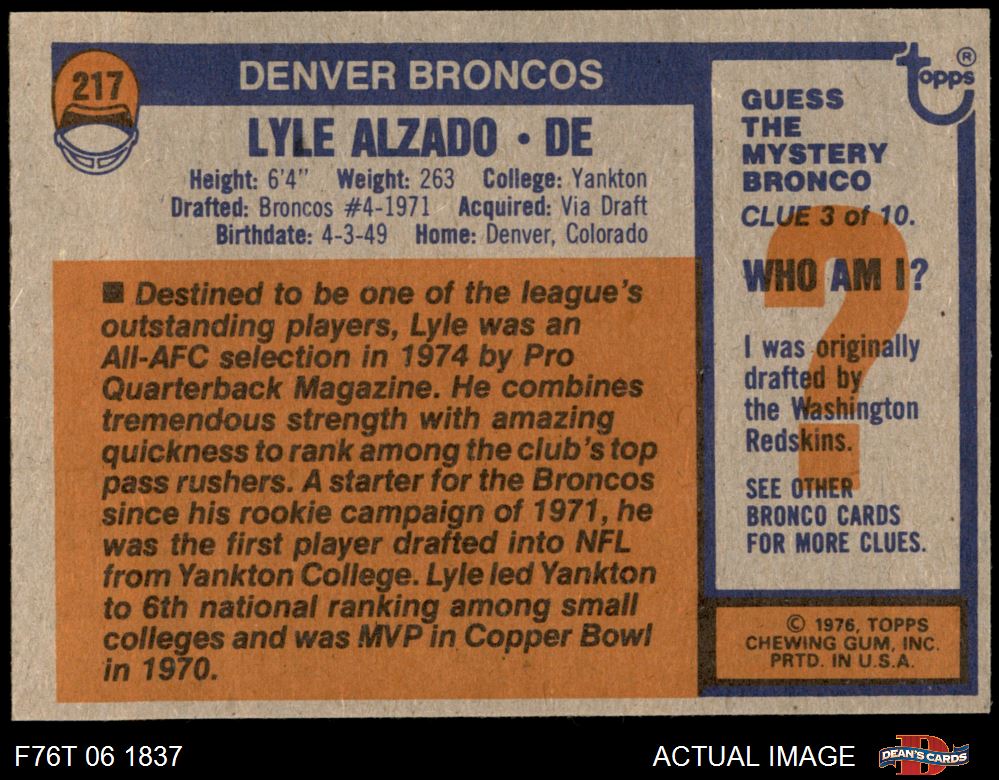 217
DENVER BRONCOS
LYLE ALZADO • DE
Height: 6'4" Weight: 263 College: Yankton
Drafted: Broncos #4-1971 Acquired: Via Draft
Birthdate: 4-3-49 Home: Denver, Colorado
■ Destined to be one of the league's
outstanding players, Lyle was an
All-AFC selection in 1974 by Pro
Quarterback Magazine. He combines
tremendous strength with amazing
quickness to rank among the club's top
pass rushers. A starter for the Broncos
since his rookie campaign of 1971, he
was the first player drafted into NFL
from Yankton College. Lyle led Yankton
to 6th national ranking among small
colleges and was MVP in Copper Bowl
in 1970.
topps ®
GUESS
THE
MYSTERY
BRONCO
CLUE 3 of 10.
?
WHO AM I?
I was originally
drafted by
the Washington
Redskins.
SEE OTHER
BRONCO CARDS
FOR MORE CLUES.
© 1976, TOPPS
CHEWING GUM, INC.
PRTD. IN U.S.A.
F76T 06 1837
ACTUAL IMAGE
DEAN'S CARDS